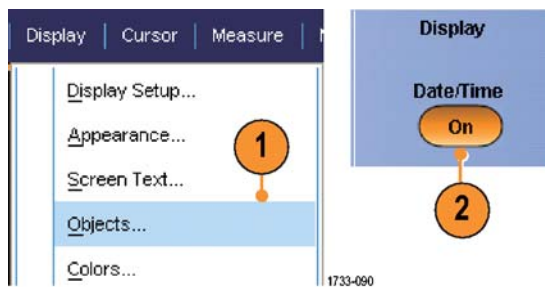 Display | Cursor | Measure |
Display Setup...
Appearance...
1
Screen Text...
Objects...
Colors...
Display
Date/Time
On
2
1733-090